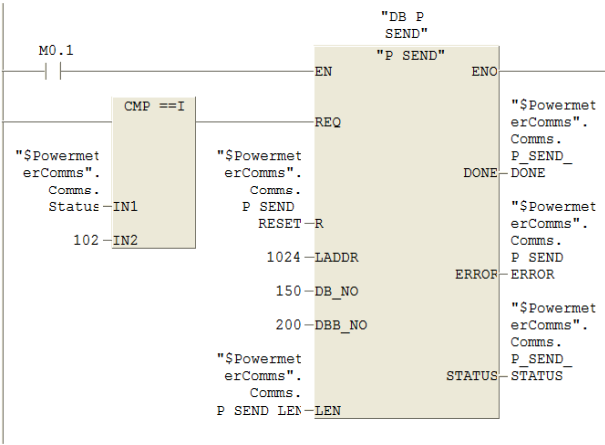 "DB P
SEND"
M0.1
"P SEND"
EN
ENO
CMP ==I
REQ
"$Powermet
erComms".
Comms.
P_SEND_
DONE
DONE
"$Powermet
erComms".
Comms.
Status
IN1
102
IN2
"$Powermet
erComms".
Comms.
P SEND
RESET
R
"$Powermet
erComms".
Comms.
P SEND
ERROR
ERROR
1024
LADDR
150
DB_NO
200
DBB_NO
"$Powermet
erComms".
Comms.
P_SEND_
STATUS
STATUS
"$Powermet
erComms".
Comms.
P SEND LEN
LEN